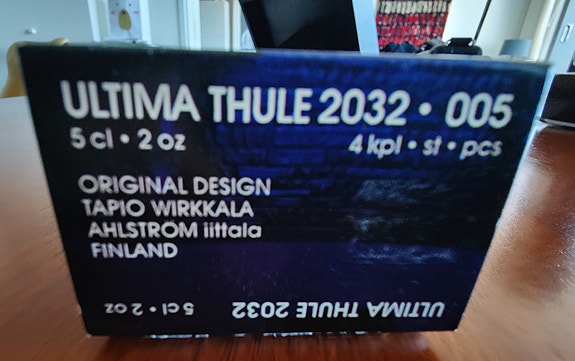 ULTIMA THULE 2032 • 005
5 cl • 2 oz 4 kpl • st • pcs
ORIGINAL DESIGN
TAPIO WIRKKALA
AHLSTRÖM iittala
FINLAND
ULTIMA THULE 2032 5 cl • 2 oz